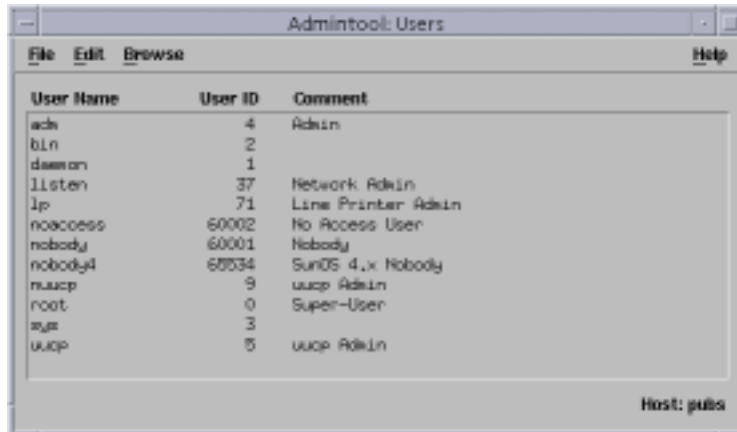 Admintool: Users
File Edit Browse Help
User Name User ID Comment
adm 4 Admin
bin 2
daemon 1
listen 37 Network Admin
lp 71 Line Printer Admin
noaccess 60002 No Access User
nobody 60001 Nobody
nobody4 65534 SunOS 4.x Nobody
nuucp 9 uucp Admin
root 0 Super-User
sys 3
uucp 5 uucp Admin
Host: pubs